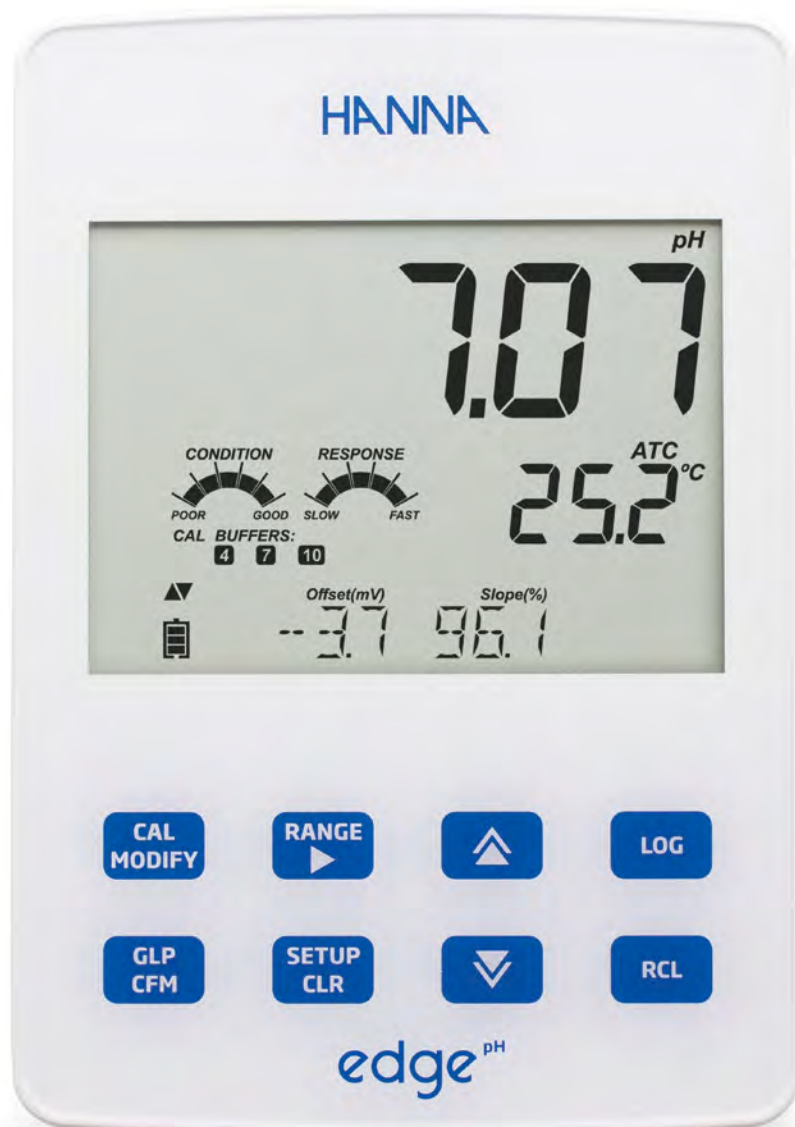 HANNA
pH
7.07
CONDITION RESPONSE
ATC
25.2 °C
POOR GOOD SLOW FAST
CAL BUFFERS:
4 7 10
Offset(mV) Slope(%)
--3.7 96.1
CAL MODIFY
RANGE
LOG
GLP CFM
SETUP CLR
RCL
edge pH